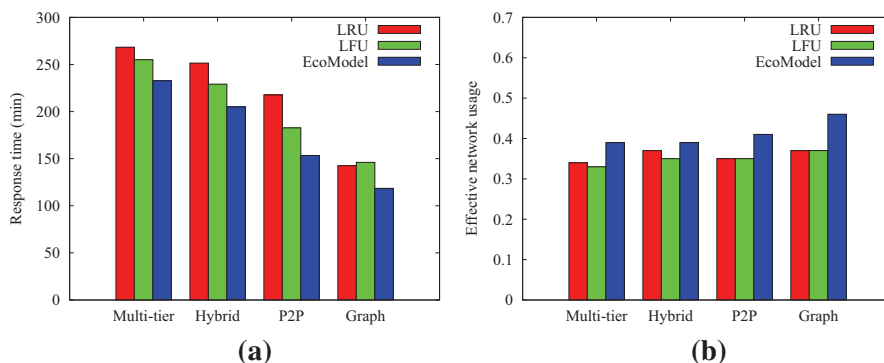 300
250
200
150
100
50
0
Response time (min)
LRU
LFU
EcoModel
Multi-tier Hybrid P2P Graph
(a)
0.7
0.6
0.5
0.4
0.3
0.2
0.1
0
Effective network usage
LRU
LFU
EcoModel
Multi-tier Hybrid P2P Graph
(b)